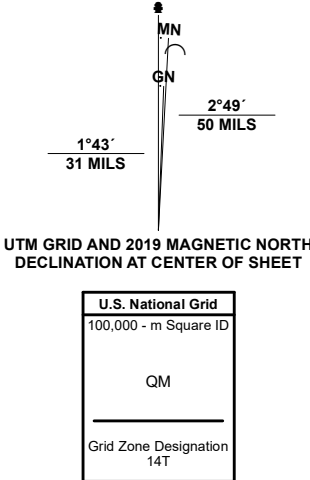 MN
GN
2°49´
50 MILS
1°43´
31 MILS
UTM GRID AND 2019 MAGNETIC NORTH
DECLINATION AT CENTER OF SHEET
U.S. National Grid
100,000 - m Square ID
QM
Grid Zone Designation
14T